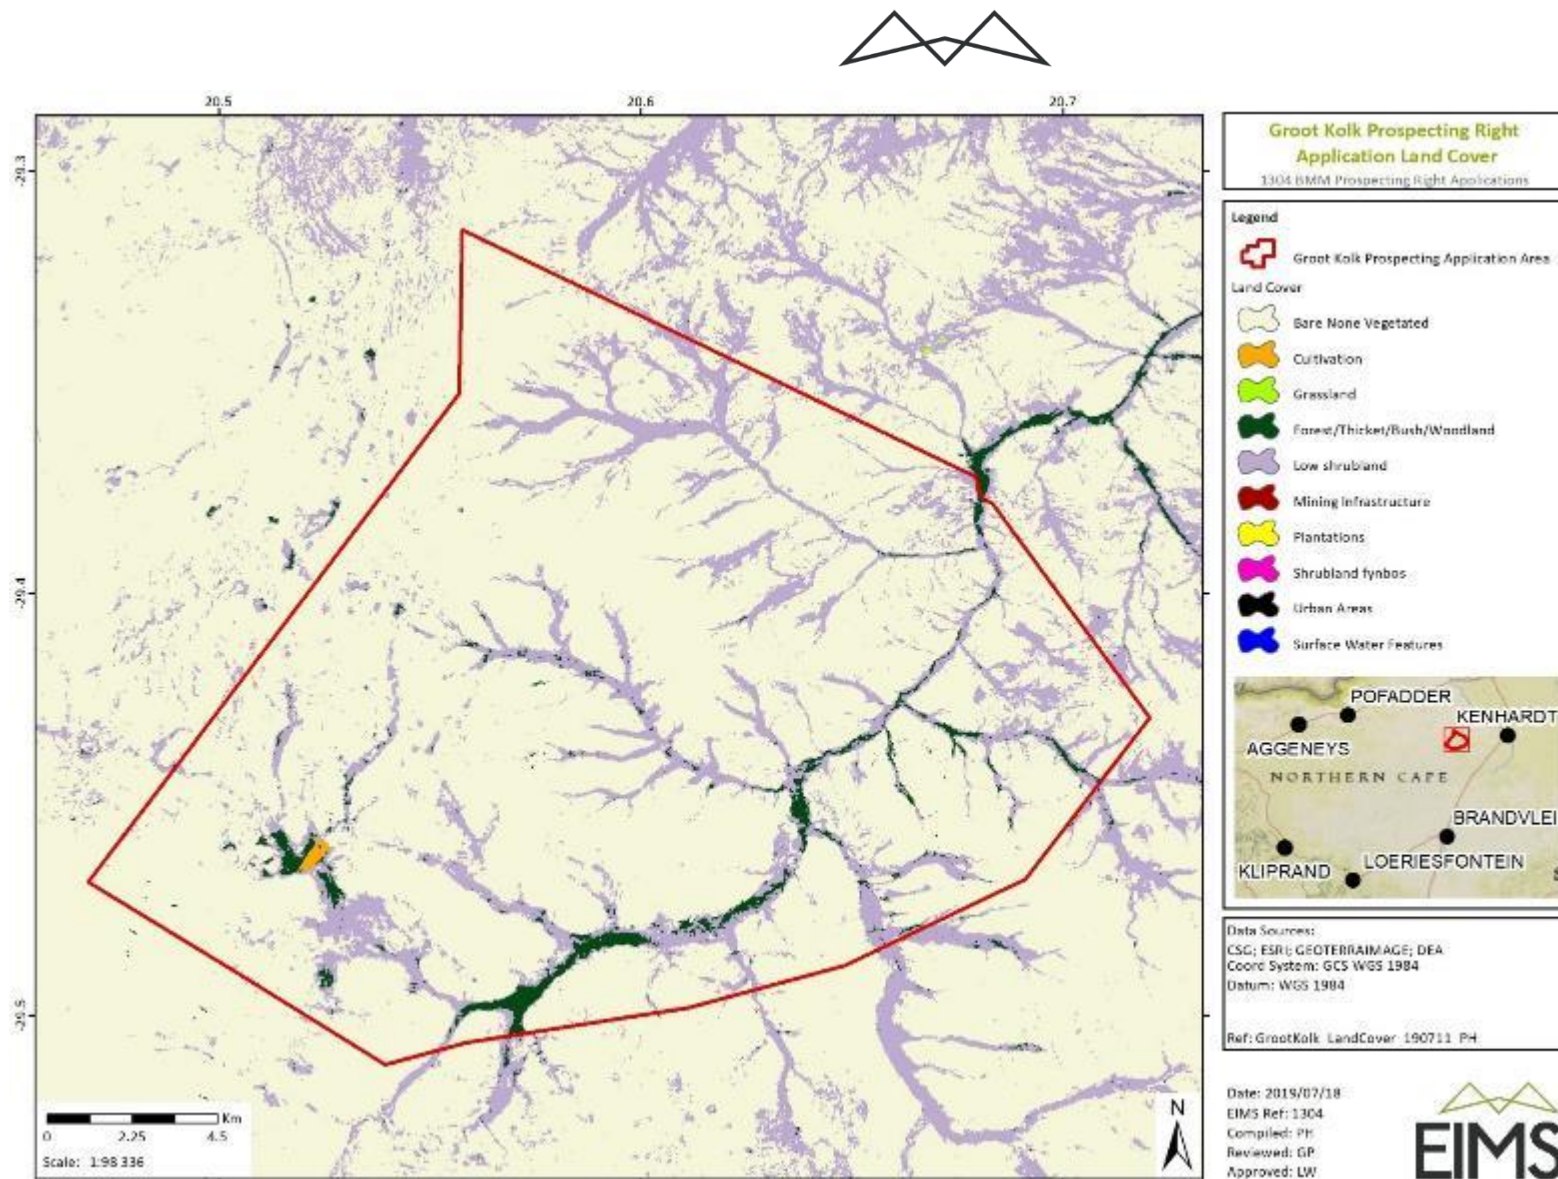 20.5 20.6 20.7
-29.3
-29.4
-29.5
Km
0 2.25 4.5
Scale: 1:98 336
N
Groot Kolk Prospecting Right
Application Land Cover
1304 BMM Prospecting Right Applications
Legend
Groot Kolk Prospecting Application Area
Land Cover
Bare None Vegetated
Cultivation
Grassland
Forest/Thicket/Bush/Woodland
Low shrubland
Mining Infrastructure
Plantations
Shrubland fynbos
Urban Areas
Surface Water Features
POFADDER
KENHARDT
AGGENEYS
NORTHERN CAPE
BRANDVLEI
LOERIESFONTEIN
KLIPRAND
Data Sources:
CSG; ESRI; GEOTERRAIMAGE; DEA
Coord System: GCS WGS 1984
Datum: WGS 1984
Ref: GrootKolk LandCover 190711 PH
Date: 2019/07/18
EIMS Ref: 1304
Compiled: PH
Reviewed: GP
Approved: LW
EIMS